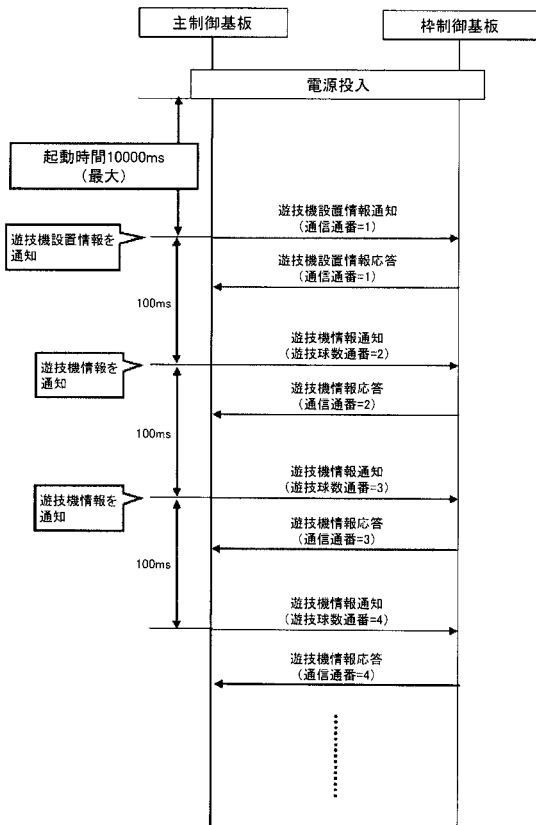 主制御基板
枠制御基板
電源投入
起動時間10000ms
（最大）
遊技機設置情報通知
（通信通番=1）
遊技機設置情報を
通知
遊技機設置情報応答
（通信通番=1）
100ms
遊技機情報通知
（遊技球数通番=2）
遊技機情報を
通知
遊技機情報応答
（通信通番=2）
100ms
遊技機情報通知
（遊技球数通番=3）
遊技機情報を
通知
遊技機情報応答
（通信通番=3）
100ms
遊技機情報通知
（遊技球数通番=4）
遊技機情報応答
（通信通番=4）